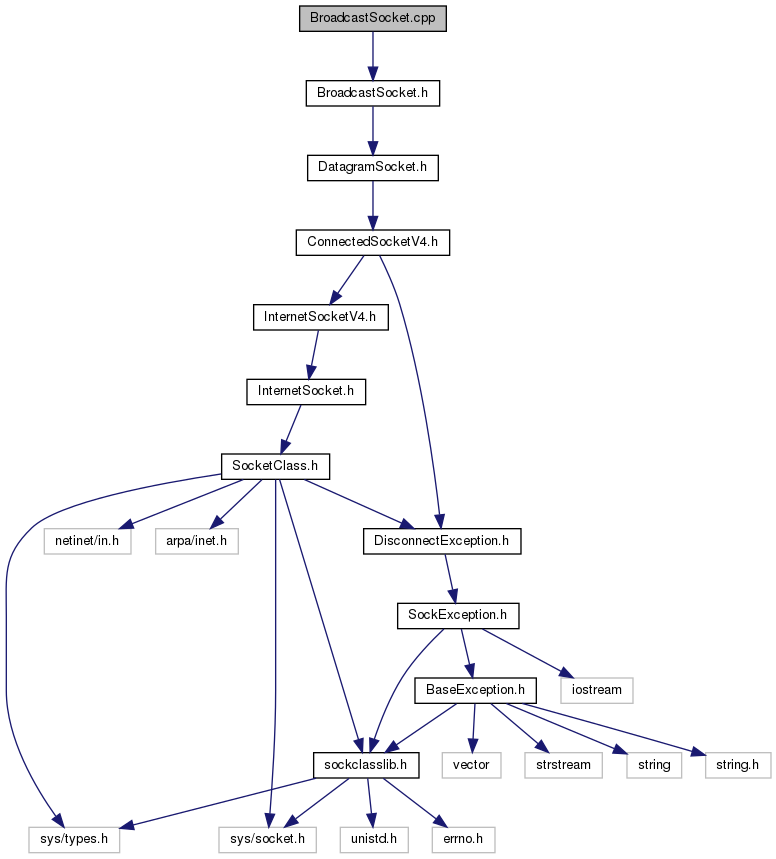 BroadcastSocket.cpp
BroadcastSocket.h
DatagramSocket.h
ConnectedSocketV4.h
InternetSocketV4.h
InternetSocket.h
SocketClass.h
netinet/in.h
arpa/inet.h
DisconnectException.h
SockException.h
BaseException.h
iostream
sockclasslib.h
vector
strstream
string
string.h
sys/types.h
sys/socket.h
unistd.h
errno.h